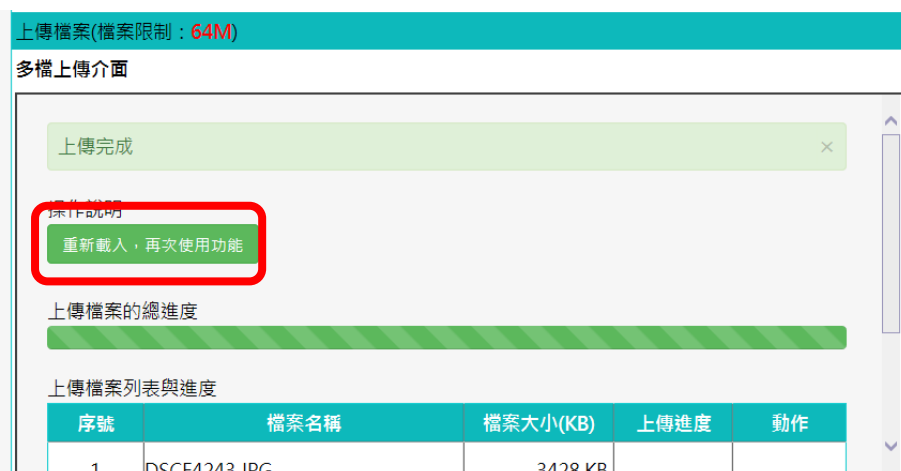 上傳檔案(檔案限制：64M)
多檔上傳介面
上傳完成 ×
操作說明
重新載入，再次使用功能
上傳檔案的總進度
上傳檔案列表與進度
序號 檔案名稱 檔案大小(KB) 上傳進度 動作
1 DSCF4243.JPG 3428 KB